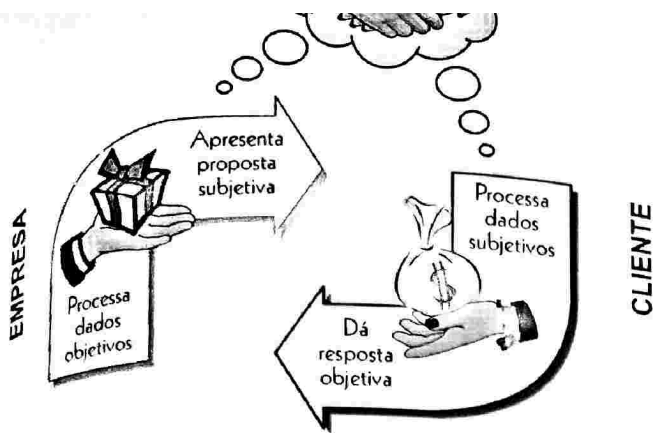 Apresenta
proposta
subjetiva
EMPRESA
Processa
dados
objetivos
Processa
dados
subjetivos
CLIENTE
$
Dá
resposta
objetiva